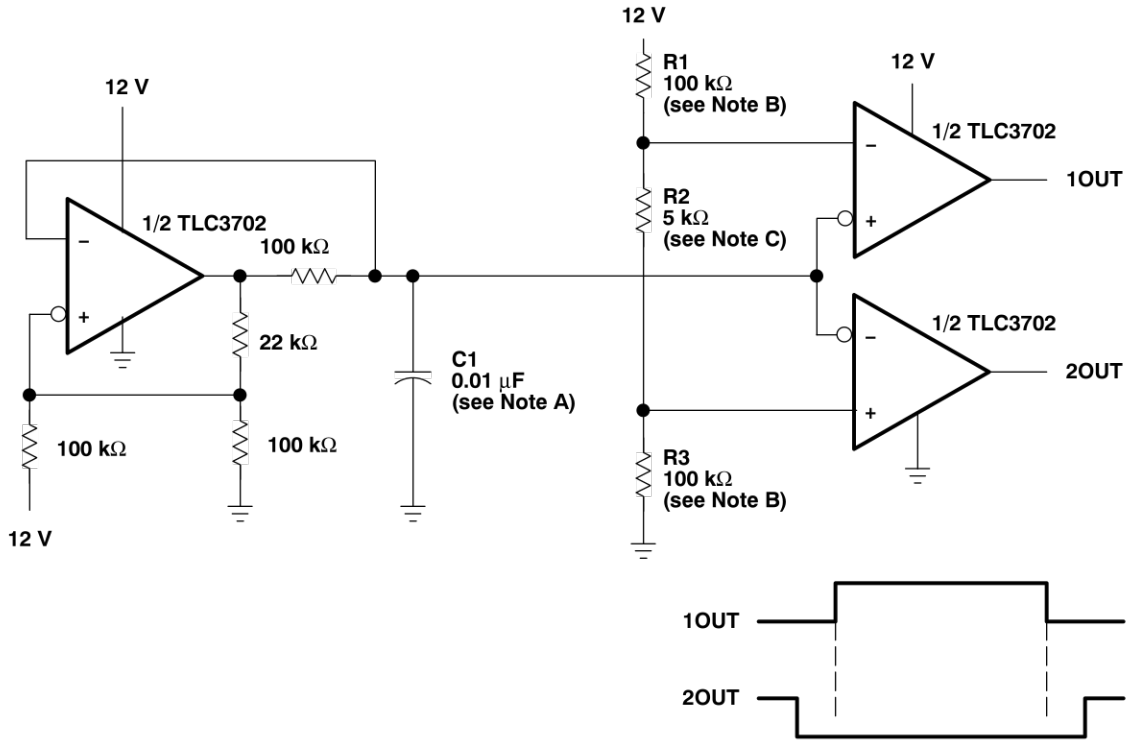 12 V
1/2 TLC3702
−
+
100 kΩ
22 kΩ
100 kΩ
100 kΩ
12 V
C1
0.01 μF
(see Note A)
12 V
R1
100 kΩ
(see Note B)
R2
5 kΩ
(see Note C)
R3
100 kΩ
(see Note B)
12 V
1/2 TLC3702
−
+
1OUT
1/2 TLC3702
−
+
2OUT
1OUT
2OUT